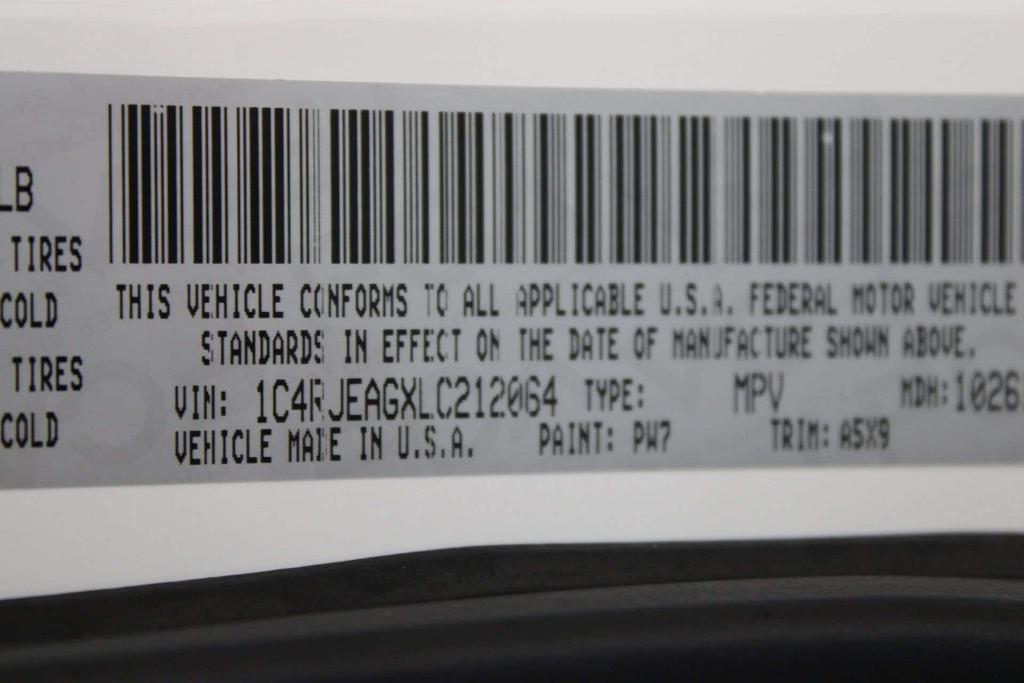 LB
TIRES
COLD
TIRES
COLD
THIS VEHICLE CONFORMS TO ALL APPLICABLE U.S.A. FEDERAL MOTOR VEHICLE
STANDARDS IN EFFECT ON THE DATE OF MANUFACTURE SHOWN ABOVE.
VIN: 1C4RJEAGXLC212064 TYPE: MPV MDH: 1026
VEHICLE MADE IN U.S.A. PAINT: PW7 TRIM: A5X9